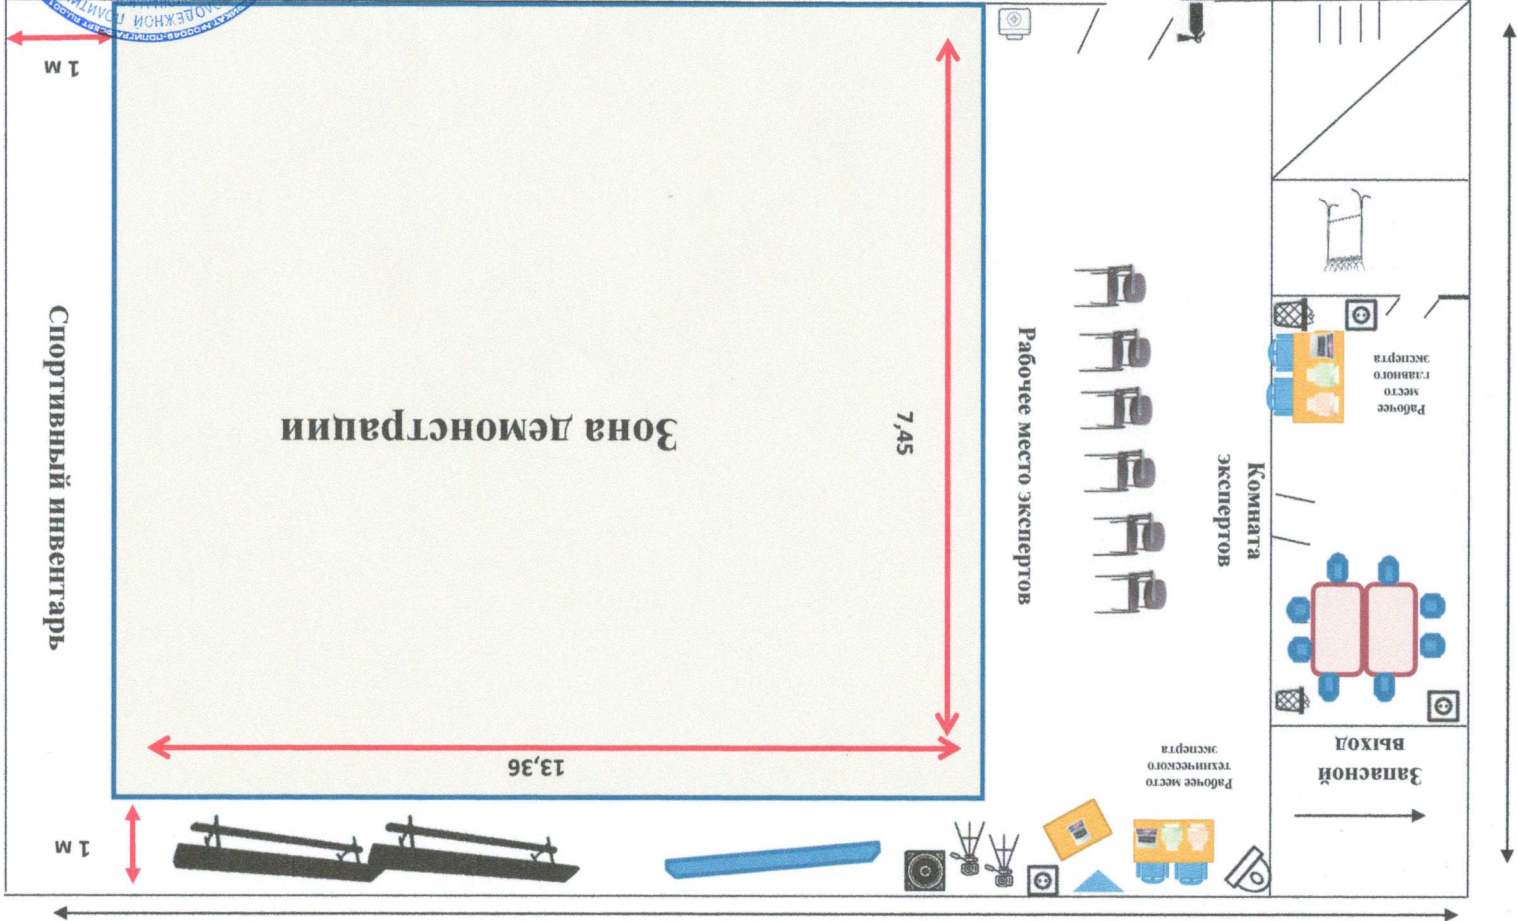 1 м
Спортивный инвентарь
Зона демонстрации
7,45
13,36
1 м
Рабочее место экспертов
Комната
экспертов
Рабочее
место
главного
эксперта
Рабочее место
технического
эксперта
Запасной
выход